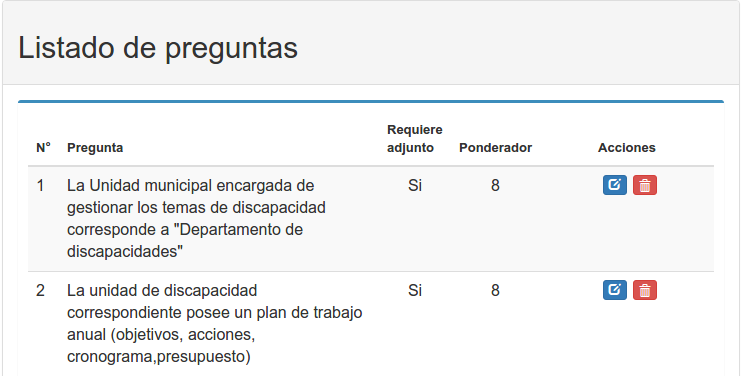 Listado de preguntas
N° Pregunta Requiere adjunto Ponderador Acciones
1 La Unidad municipal encargada de Si 8
gestionar los temas de discapacidad
corresponde a "Departamento de
discapacidades"
2 La unidad de discapacidad Si 8
correspondiente posee un plan de trabajo
anual (objetivos, acciones,
cronograma,presupuesto)